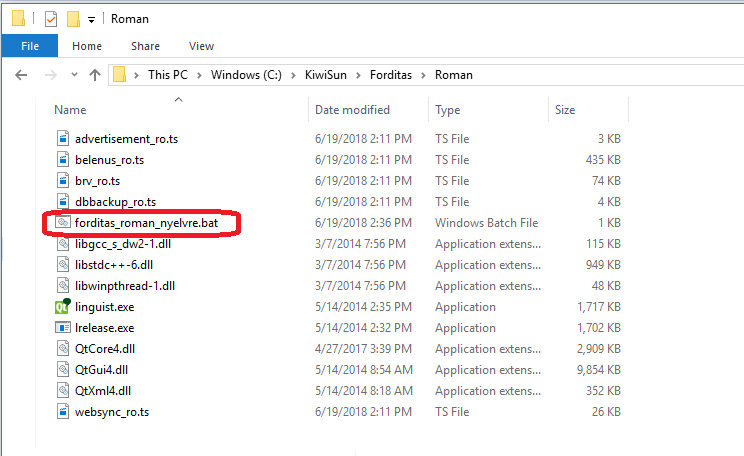 Roman
File Home Share View
This PC Windows (C:) KiwiSun Forditas Roman
Name Date modified Type Size
advertisement_ro.ts 6/19/2018 2:11 PM TS File 3 KB
belenus_ro.ts 6/19/2018 2:11 PM TS File 435 KB
brv_ro.ts 6/19/2018 2:11 PM TS File 74 KB
dbbackup_ro.ts 6/19/2018 2:11 PM TS File 4 KB
forditas_roman_nyelvre.bat 6/19/2018 2:36 PM Windows Batch File 1 KB
libgcc_s_dw2-1.dll 3/7/2014 7:56 PM Application extens... 115 KB
libstdc++-6.dll 3/7/2014 7:56 PM Application extens... 949 KB
libwinpthread-1.dll 3/7/2014 7:56 PM Application extens... 48 KB
Qt linguist.exe 5/14/2014 2:35 PM Application 1,717 KB
lrelease.exe 5/14/2014 2:32 PM Application 1,702 KB
QtCore4.dll 4/27/2017 3:39 PM Application extens... 2,909 KB
QtGui4.dll 5/14/2014 8:54 AM Application extens... 9,854 KB
QtXml4.dll 5/14/2014 8:18 AM Application extens... 352 KB
websync_ro.ts 6/19/2018 2:11 PM TS File 26 KB